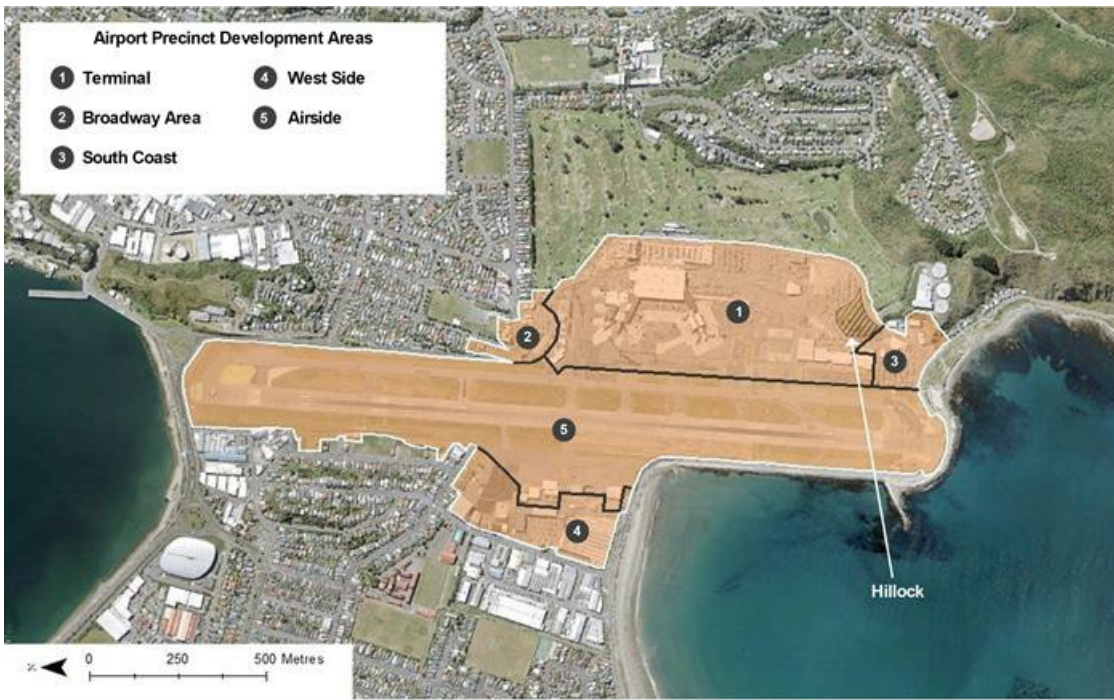 Airport Precinct Development Areas
1 Terminal
4 West Side
2 Broadway Area
5 Airside
3 South Coast
1
2
3
5
4
Hillock
N
0 250 500 Metres